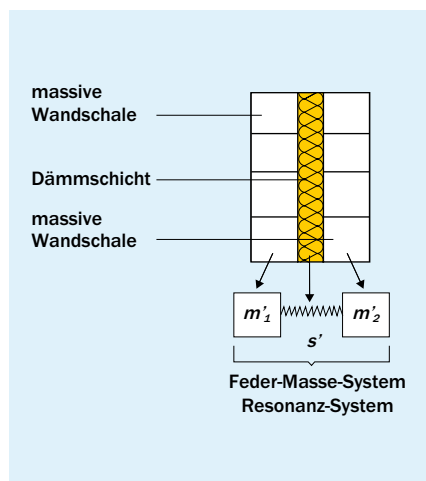 massive
Wandschale
Dämmschicht
massive
Wandschale
m'₁
m'₂
s'
Feder-Masse-System
Resonanz-System